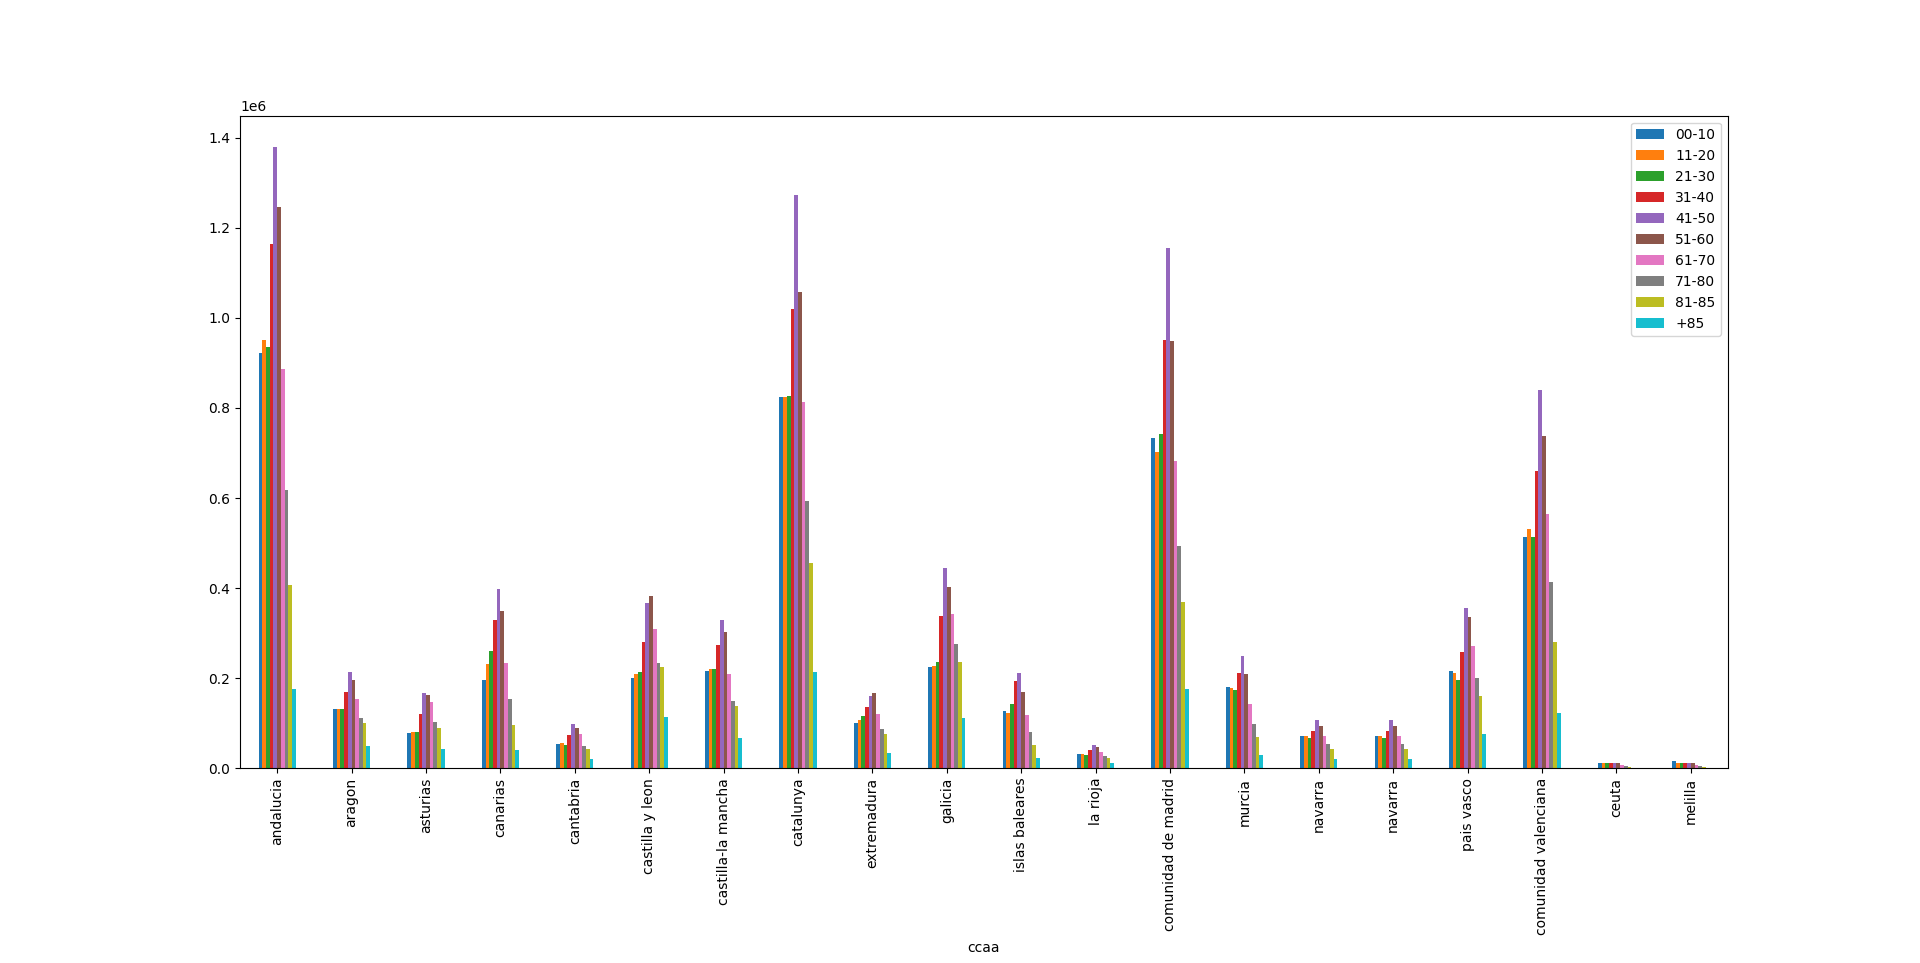 1e6
1.4
1.2
1.0
0.8
0.6
0.4
0.2
0.0
00-10
11-20
21-30
31-40
41-50
51-60
61-70
71-80
81-85
+85
andalucia
aragon
asturias
canarias
cantabria
castilla y leon
castilla-la mancha
catalunya
extremadura
galicia
islas baleares
la rioja
comunidad de madrid
murcia
navarra
navarra
pais vasco
comunidad valenciana
ceuta
melilla
ccaa